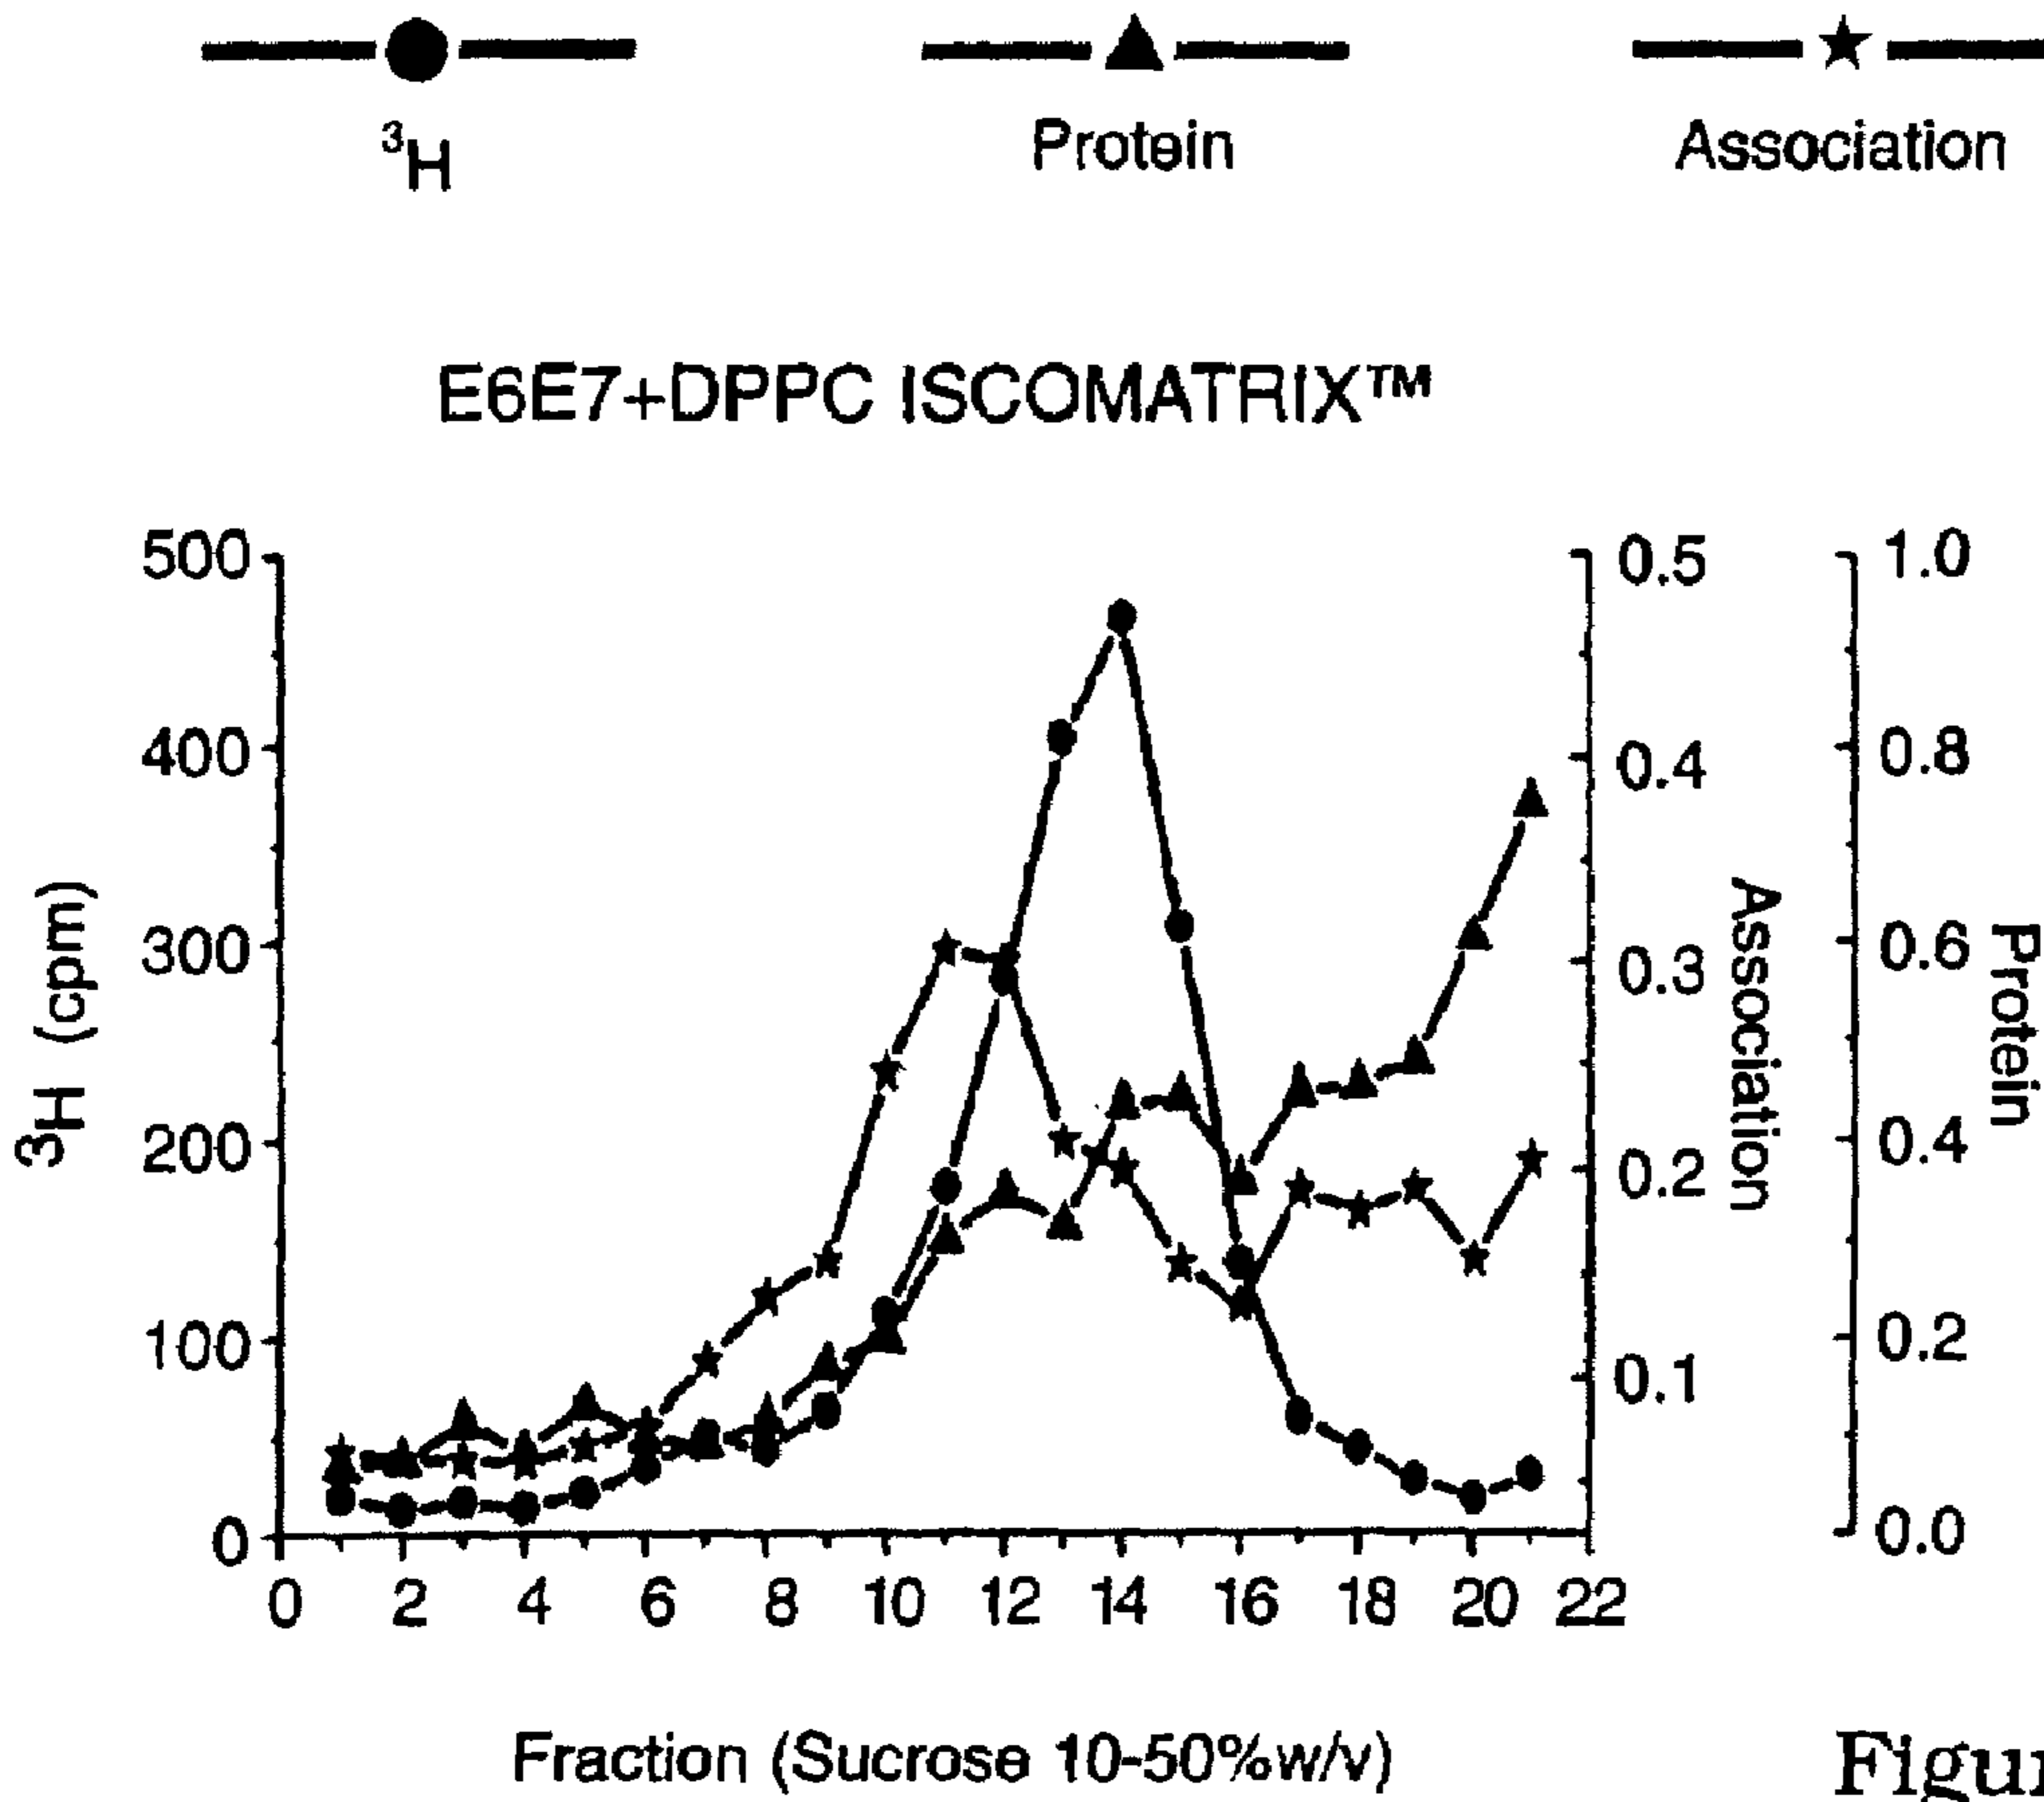 ³H Protein Association
E6E7+DPPC ISCOMATRIX™
500 0.5 1.0
400 0.4 0.8
300 0.3 0.6
200 0.2 0.4
100 0.1 0.2
0 0.0
³H (cpm)
Association
Protein
0 2 4 6 8 10 12 14 16 18 20 22
Fraction (Sucrose 10-50%w/v)